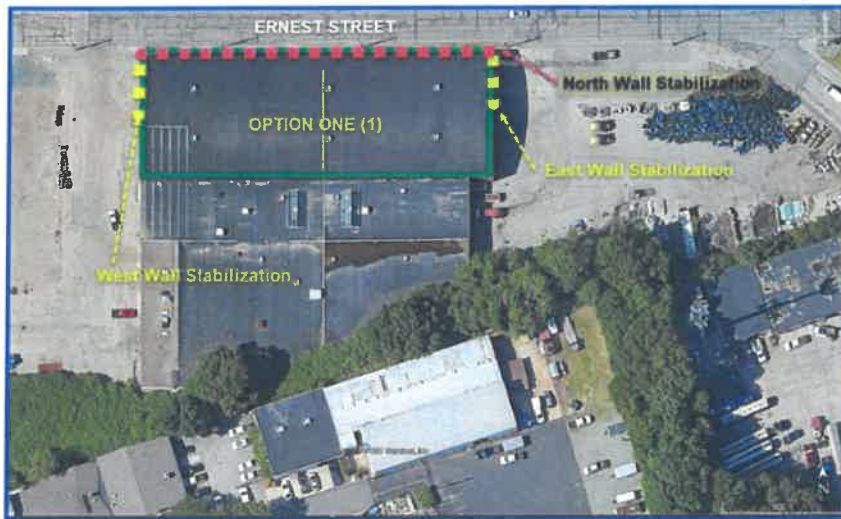 ERNEST STREET
North Wall Stabilization
OPTION ONE (1)
East Wall Stabilization
West Wall Stabilization